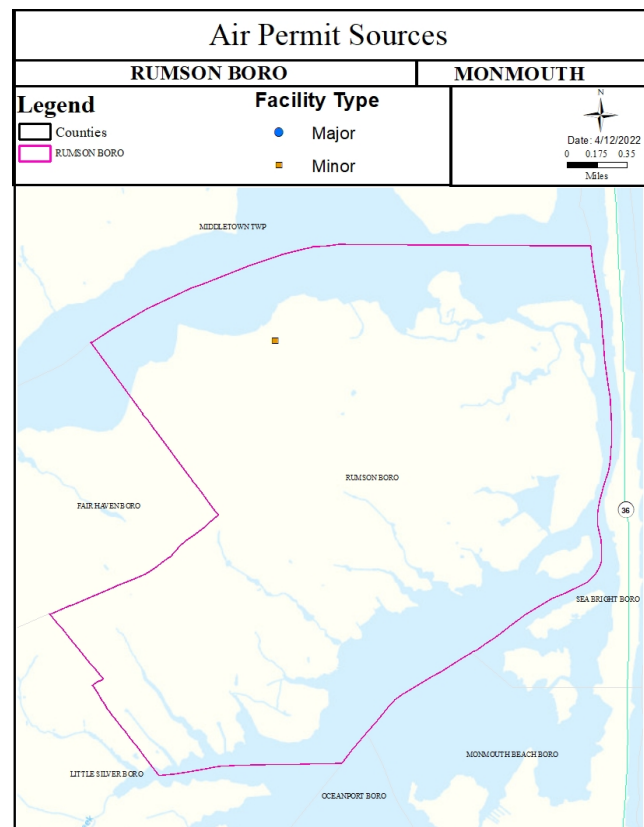 Air Permit Sources
RUMSON BORO
MONMOUTH
Legend
Counties
RUMSON BORO
Facility Type
Major
Minor
N
Date: 4/12/2022
0 0.175 0.35
Miles
MIDDLETOWN TWP
RUMSON BORO
FAIR HAVEN BORO
36
SEA BRIGHT BORO
MONMOUTH BEACH BORO
LITTLE SILVER BORO
OCEANPORT BORO